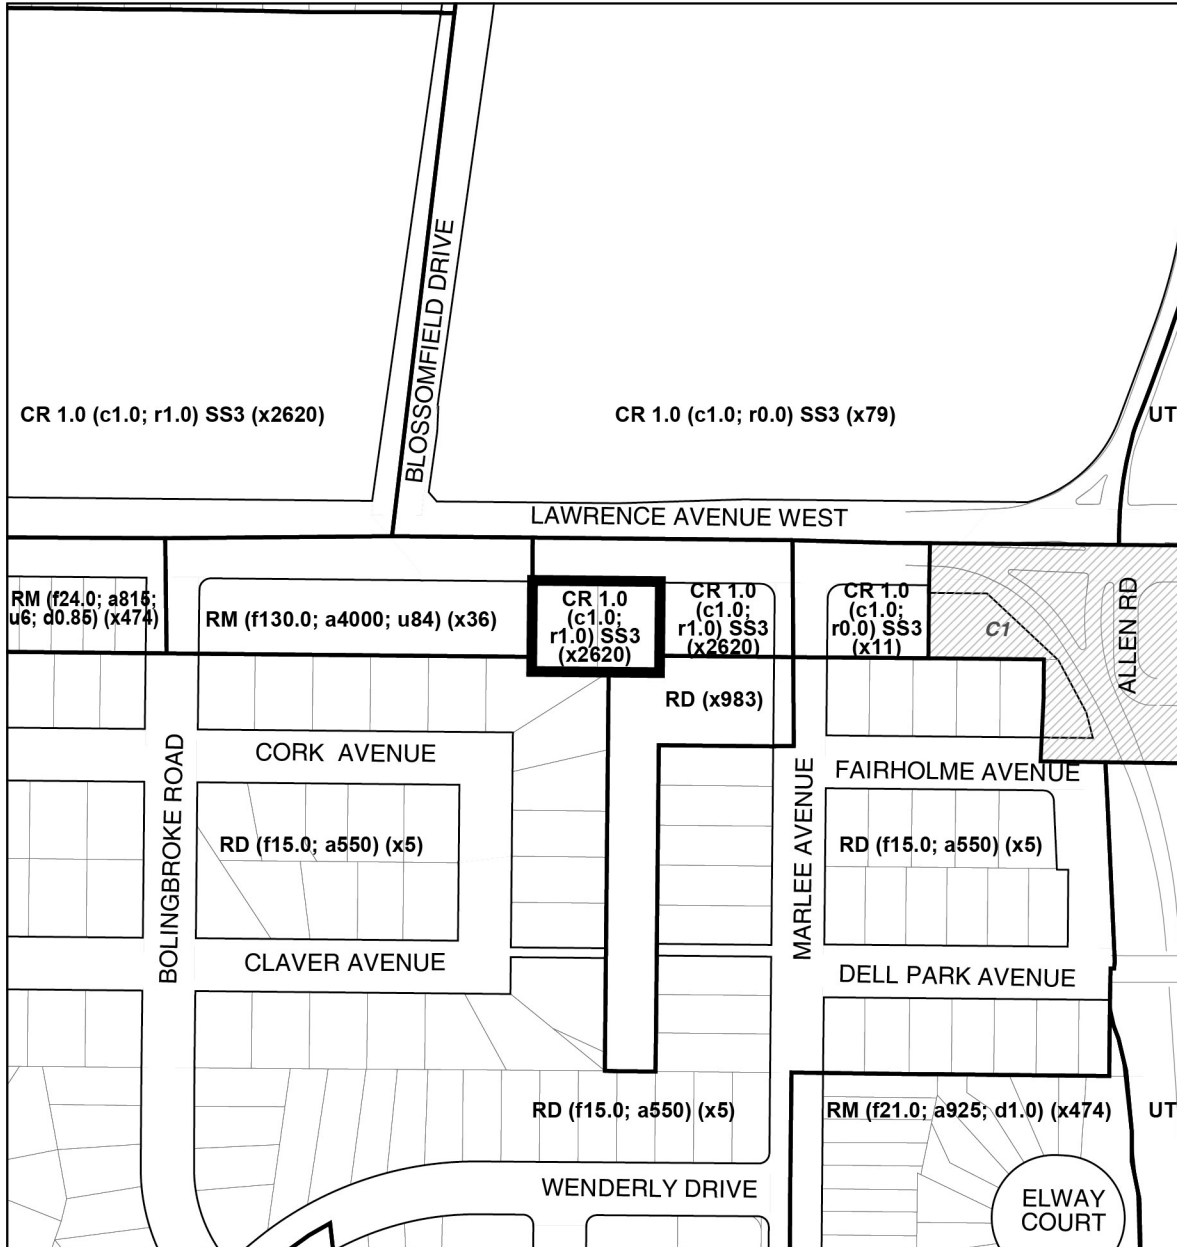 BLOSSOMFIELD DRIVE
CR 1.0 (c1.0; r1.0) SS3 (x2620)
CR 1.0 (c1.0; r0.0) SS3 (x79)
UT
LAWRENCE AVENUE WEST
RM (f24.0; a815;
u6; d0.85) (x474)
RM (f130.0; a4000; u84) (x36)
CR 1.0
(c1.0;
r1.0) SS3
(x2620)
CR 1.0
(c1.0;
r1.0) SS3
(x2620)
CR 1.0
(c1.0;
r0.0) SS3
(x11)
C1
ALLEN RD
RD (x983)
CORK AVENUE
FAIRHOLME AVENUE
BOLINGBROKE ROAD
RD (f15.0; a550) (x5)
MARLEE AVENUE
RD (f15.0; a550) (x5)
CLAVER AVENUE
DELL PARK AVENUE
RD (f15.0; a550) (x5)
RM (f21.0; a925; d1.0) (x474)
UT
WENDERLY DRIVE
ELWAY
COURT